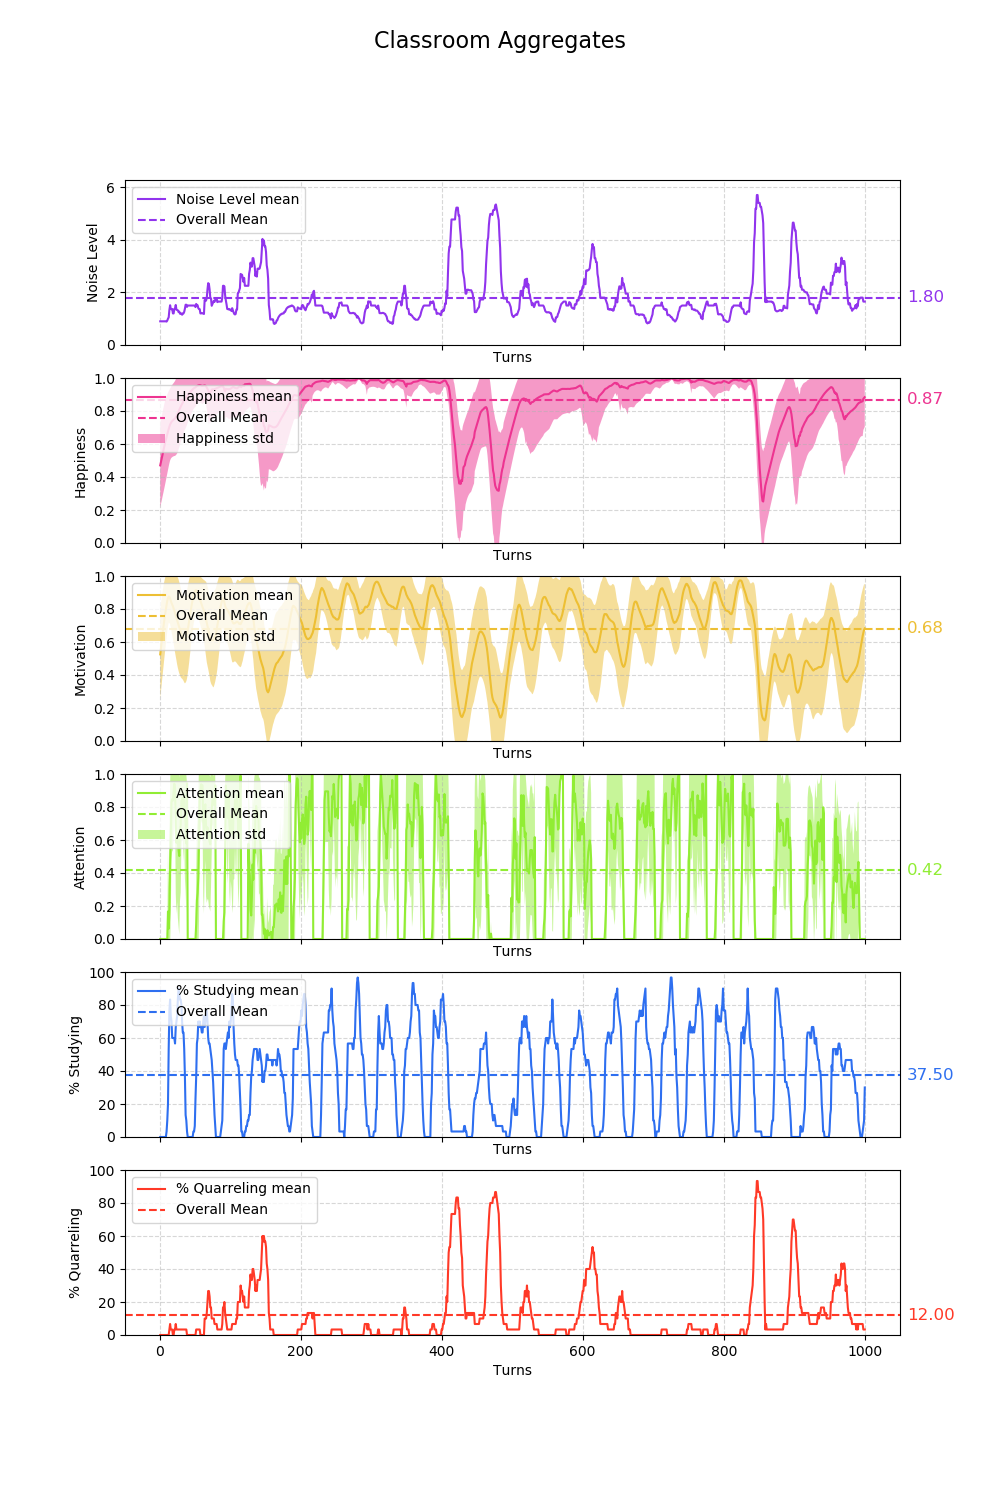 Classroom Aggregates
6
4
2
0
Noise Level
Noise Level mean
Overall Mean
1.80
Turns
1.0
0.8
0.6
0.4
0.2
0.0
Happiness
Happiness mean
Overall Mean
Happiness std
0.87
Turns
1.0
0.8
0.6
0.4
0.2
0.0
Motivation
Motivation mean
Overall Mean
Motivation std
0.68
Turns
1.0
0.8
0.6
0.4
0.2
0.0
Attention
Attention mean
Overall Mean
Attention std
0.42
Turns
100
80
60
40
20
0
% Studying
% Studying mean
Overall Mean
37.50
Turns
100
80
60
40
20
0
% Quarreling
% Quarreling mean
Overall Mean
12.00
0 200 400 600 800 1000
Turns